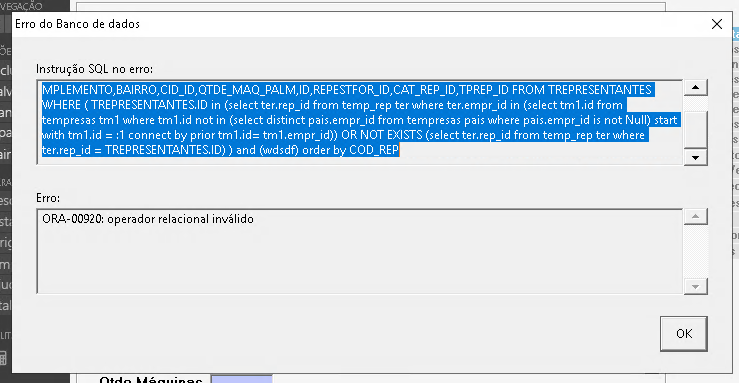 VEGAÇÃO
Erro do Banco de dados
Instrução SQL no erro:
MPLEMENTO,BAIRRO,CID_ID,QTDE_MAQ_PALM,ID,REPESTFOR_ID,CAT_REP_ID,TPREP_ID FROM TREPRESENTANTES
WHERE ( TREPRESENTANTES.ID in (select ter.rep_id from temp_rep ter where ter.empr_id in (select tm1.id from
tempresas tm1 where tm1.id not in (select distinct pais.empr_id from tempresas pais where pais.empr_id is not Null) start
with tm1.id = :1 connect by prior tm1.id= tm1.empr_id)) OR NOT EXISTS (select ter.rep_id from temp_rep ter where
ter.rep_id = TREPRESENTANTES.ID) ) and (wdsdf) order by COD_REP
Erro:
ORA-00920: operador relacional inválido
OK
Qtde Máquinas